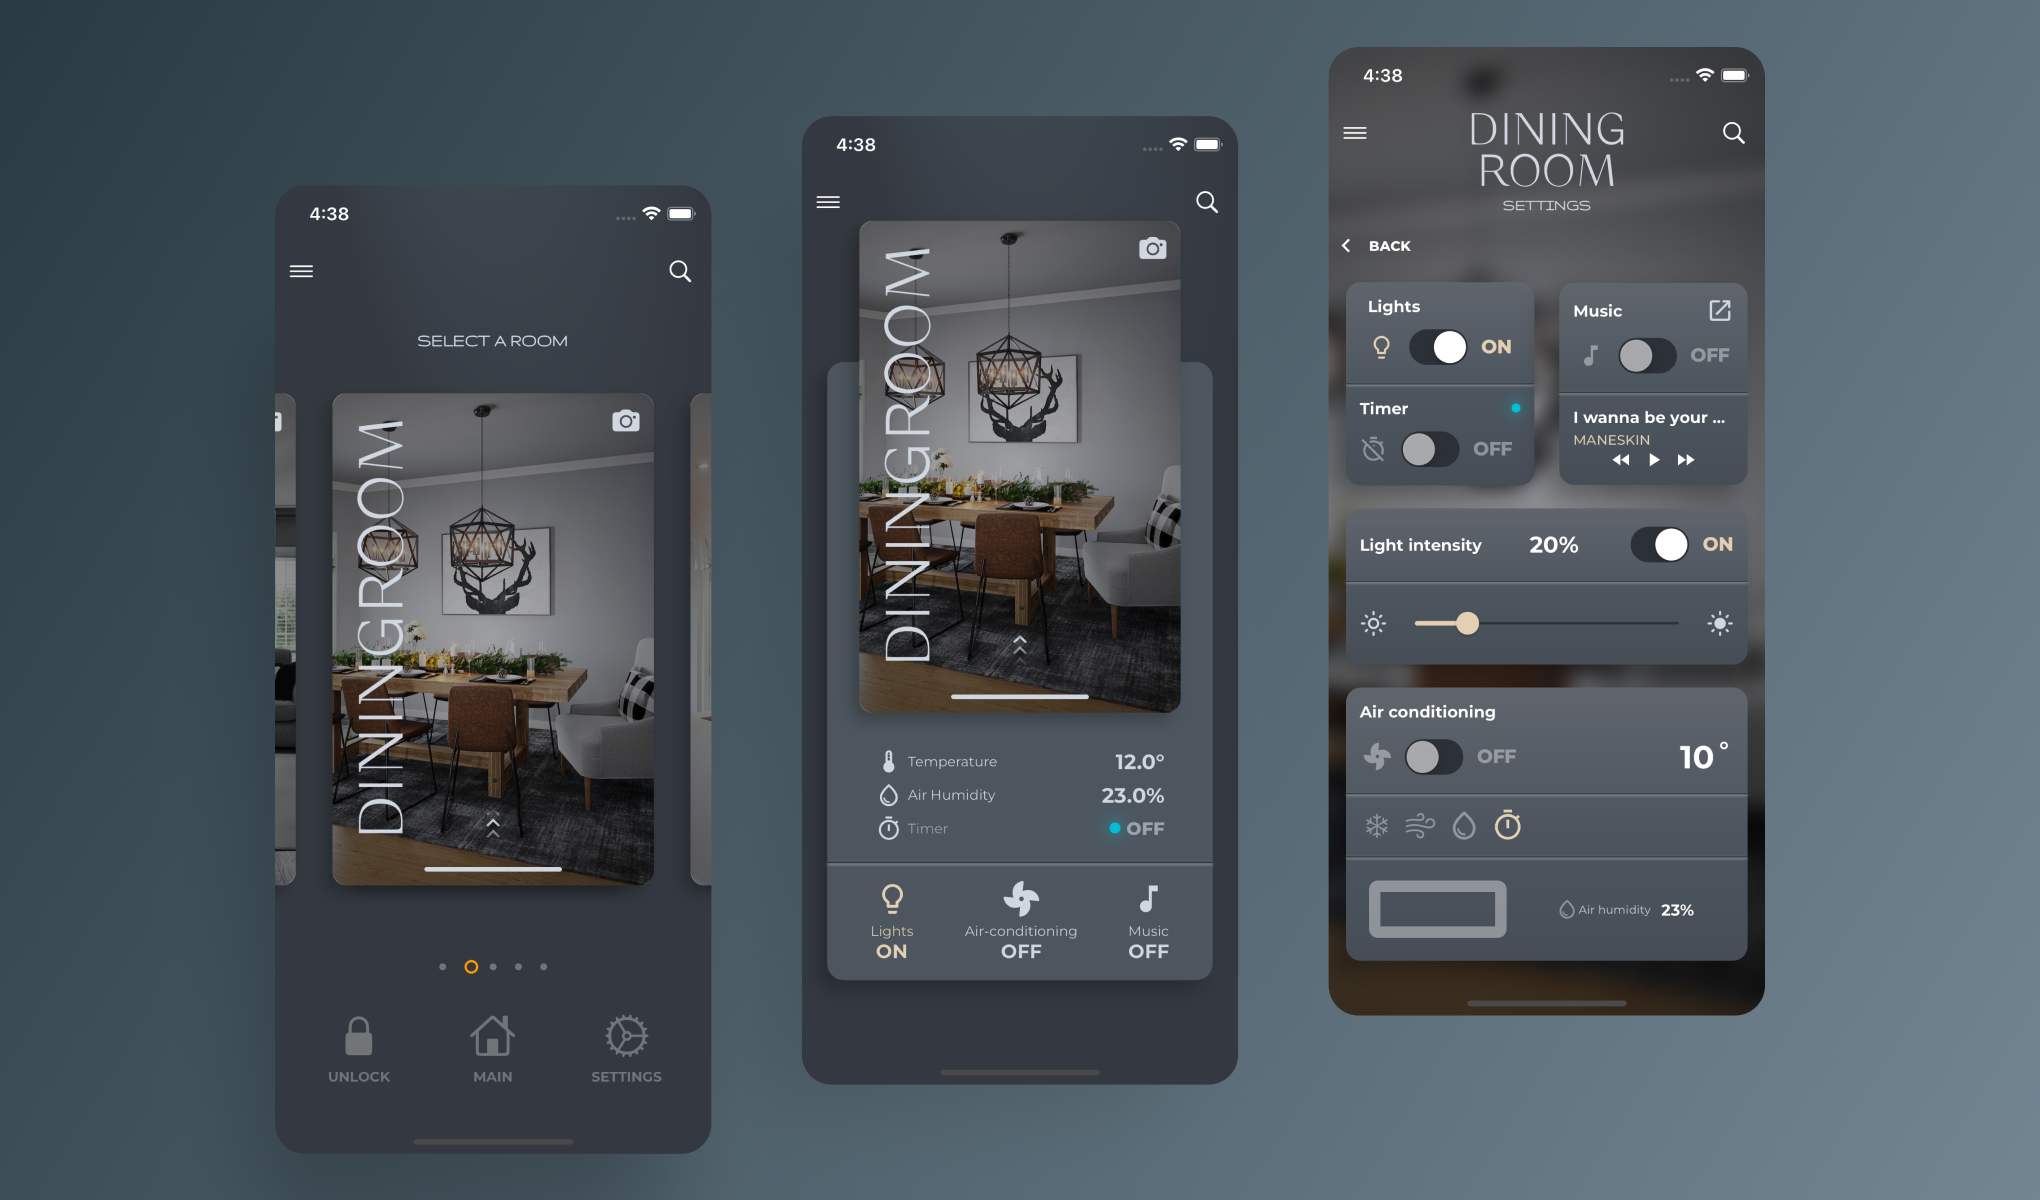 4:38
SELECT A ROOM
DININGROOM
UNLOCK
MAIN
SETTINGS
4:38
DININGROOM
Temperature
12.0°
Air Humidity
23.0%
Timer
OFF
Lights
ON
Air-conditioning
OFF
Music
OFF
4:38
DINING
ROOM
SETTINGS
BACK
Lights
ON
Timer
OFF
Music
OFF
I wanna be your ...
MANESKIN
Light intensity
20%
ON
Air conditioning
OFF
10°
Air humidity
23%